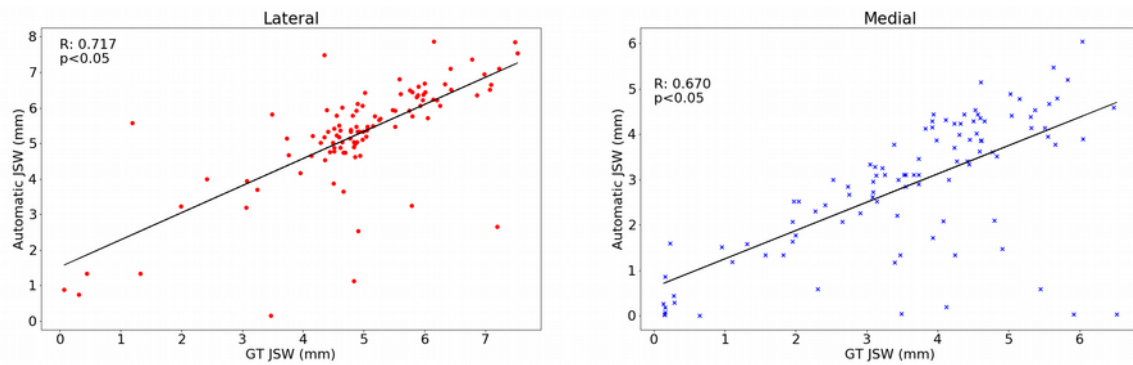 Lateral
R: 0.717
p<0.05
8
7
6
5
4
3
2
1
0
Automatic JSW (mm)
0 1 2 3 4 5 6 7
GT JSW (mm)
Medial
R: 0.670
p<0.05
6
5
4
3
2
1
0
Automatic JSW (mm)
0 1 2 3 4 5 6
GT JSW (mm)